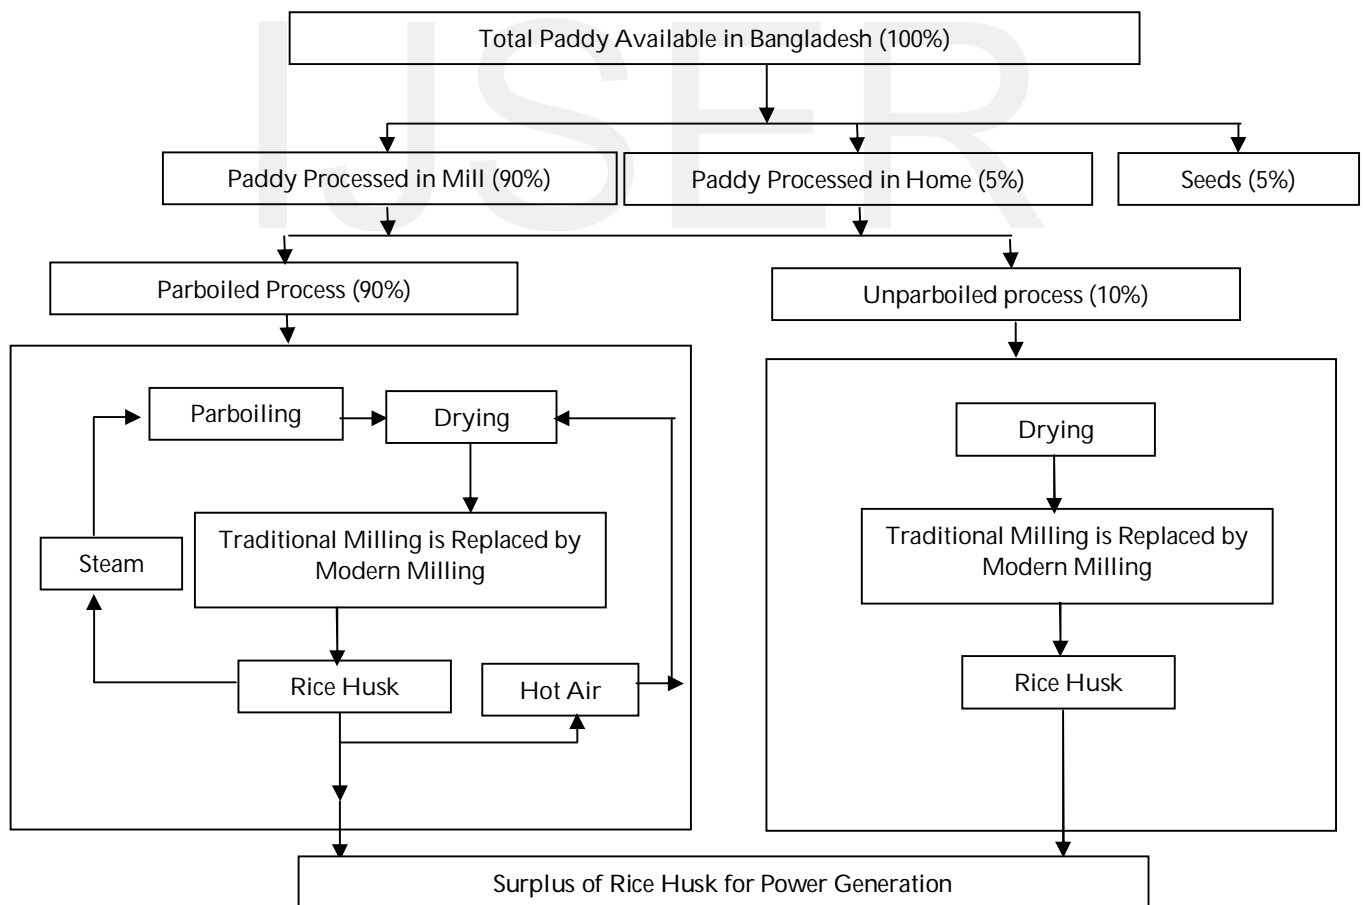 IJSER
Total Paddy Available in Bangladesh (100%)
Paddy Processed in Mill (90%)
Paddy Processed in Home (5%)
Seeds (5%)
Parboiled Process (90%)
Unparboiled process (10%)
Parboiling
Drying
Steam
Traditional Milling is Replaced by
Modern Milling
Rice Husk
Hot Air
Drying
Traditional Milling is Replaced by
Modern Milling
Rice Husk
Surplus of Rice Husk for Power Generation